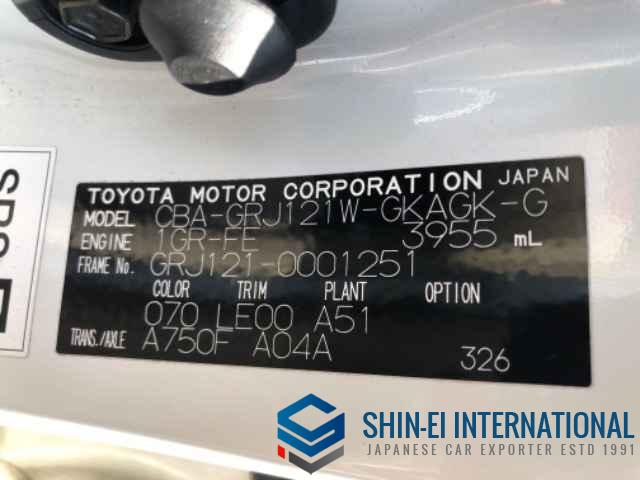 TOYOTA MOTOR CORPORATION JAPAN
MODEL CBA-GRJ121W-GKAGK-G
ENGINE 1GR-FE 3955 mL
FRAME No. GRJ121-0001251
COLOR TRIM PLANT OPTION
070 LE00 A51
TRANS./AXLE A750F A04A
326
SHIN-EI INTERNATIONAL
JAPANESE CAR EXPORTER ESTD 1991